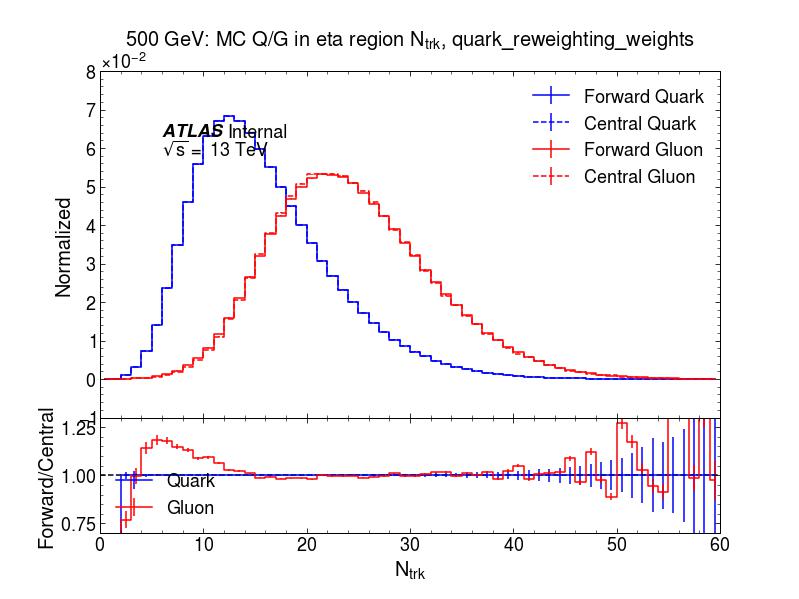 500 GeV: MC Q/G in eta region N_trk, quark_reweighting_weights
×10⁻²
8
7
6
5
4
3
2
1
0
−1
Normalized
ATLAS Internal
√s = 13 TeV
Forward Quark
Central Quark
Forward Gluon
Central Gluon
1.25
1.00
0.75
Forward/Central
Quark
Gluon
0 10 20 30 40 50 60
N_trk